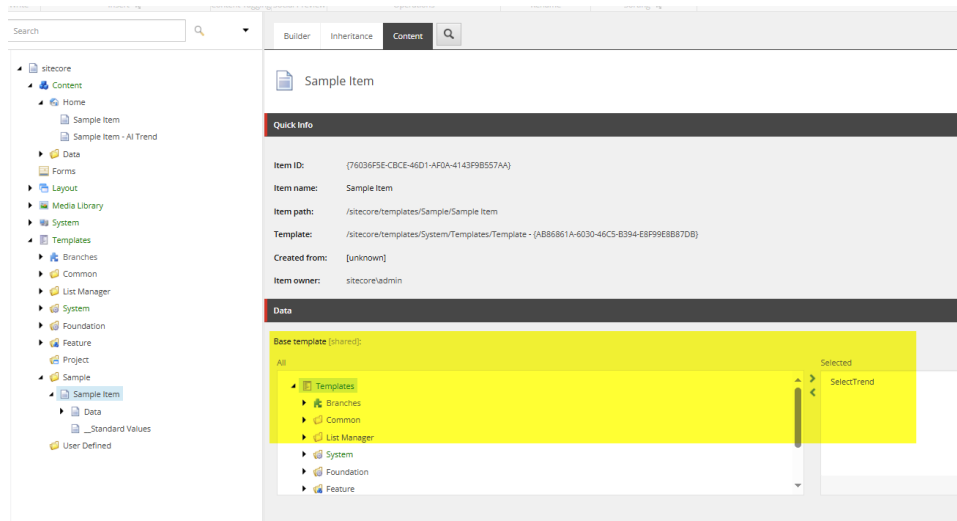 Search
Builder
Inheritance
Content
sitecore
Content
Home
Sample Item
Sample Item - AI Trend
Data
Forms
Layout
Media Library
System
Templates
Branches
Common
List Manager
System
Foundation
Feature
Project
Sample
Sample Item
Data
__Standard Values
User Defined
Sample Item
Quick Info
Item ID: {76036F5E-CBCE-46D1-AF0A-4143F9B557AA}
Item name: Sample Item
Item path: /sitecore/templates/Sample/Sample Item
Template: /sitecore/templates/System/Templates/Template - {AB86861A-6030-46C5-B394-E8F99E8B87DB}
Created from: [unknown]
Item owner: sitecore\admin
Data
Base template [shared]:
All
Selected
Templates
Branches
Common
List Manager
System
Foundation
Feature
SelectTrend